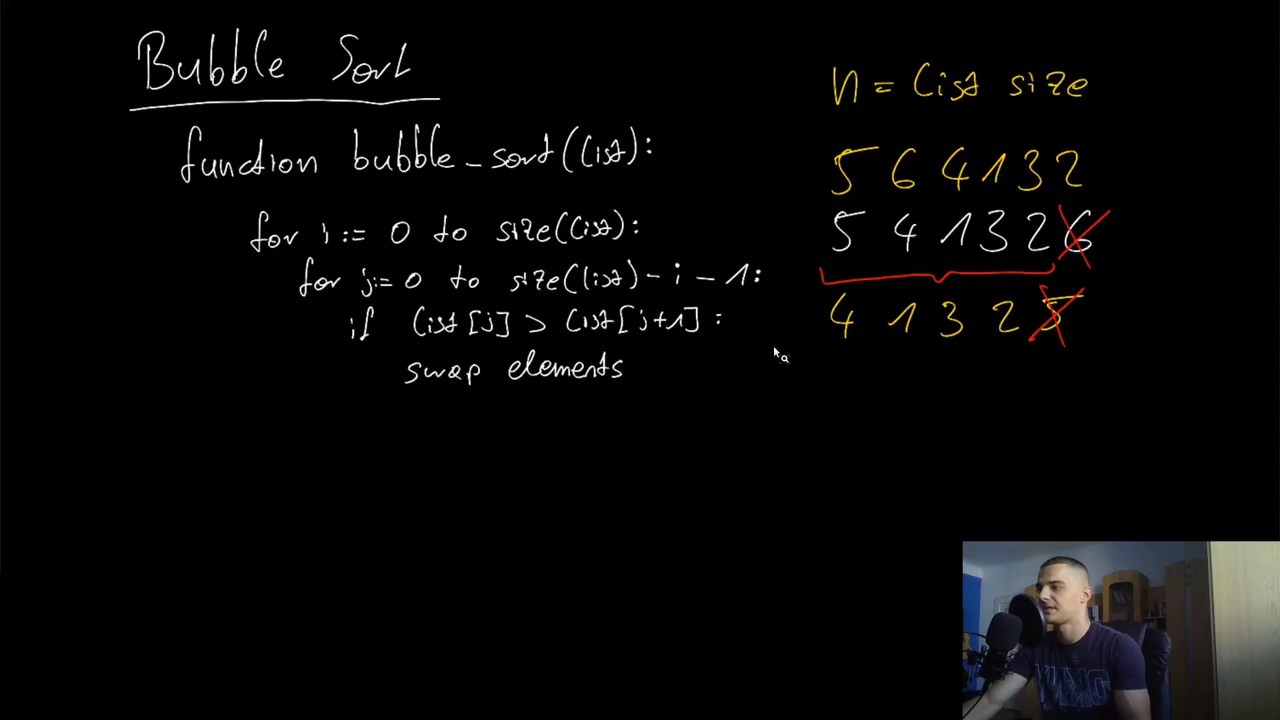 Bubble Sort
function bubble_sort(list):
for i := 0 to size(list):
for j:= 0 to size(list) - i - 1:
if list[j] > list[j+1] :
swap elements
n = list size
5 6 4 1 3 2
5 4 1 3 2 6
4 1 3 2 5